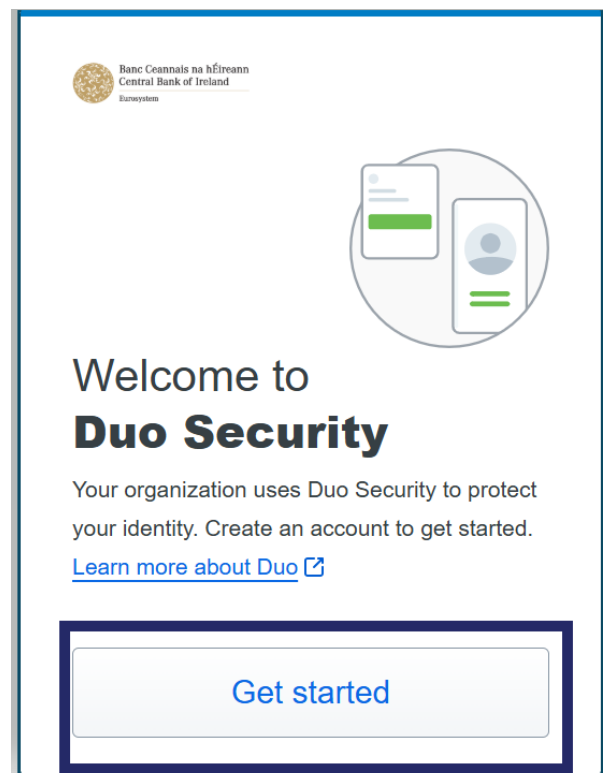 Banc Ceannais na hÉireann
Central Bank of Ireland
Eurosystem
Welcome to
Duo Security
Your organization uses Duo Security to protect
your identity. Create an account to get started.
Learn more about Duo
Get started